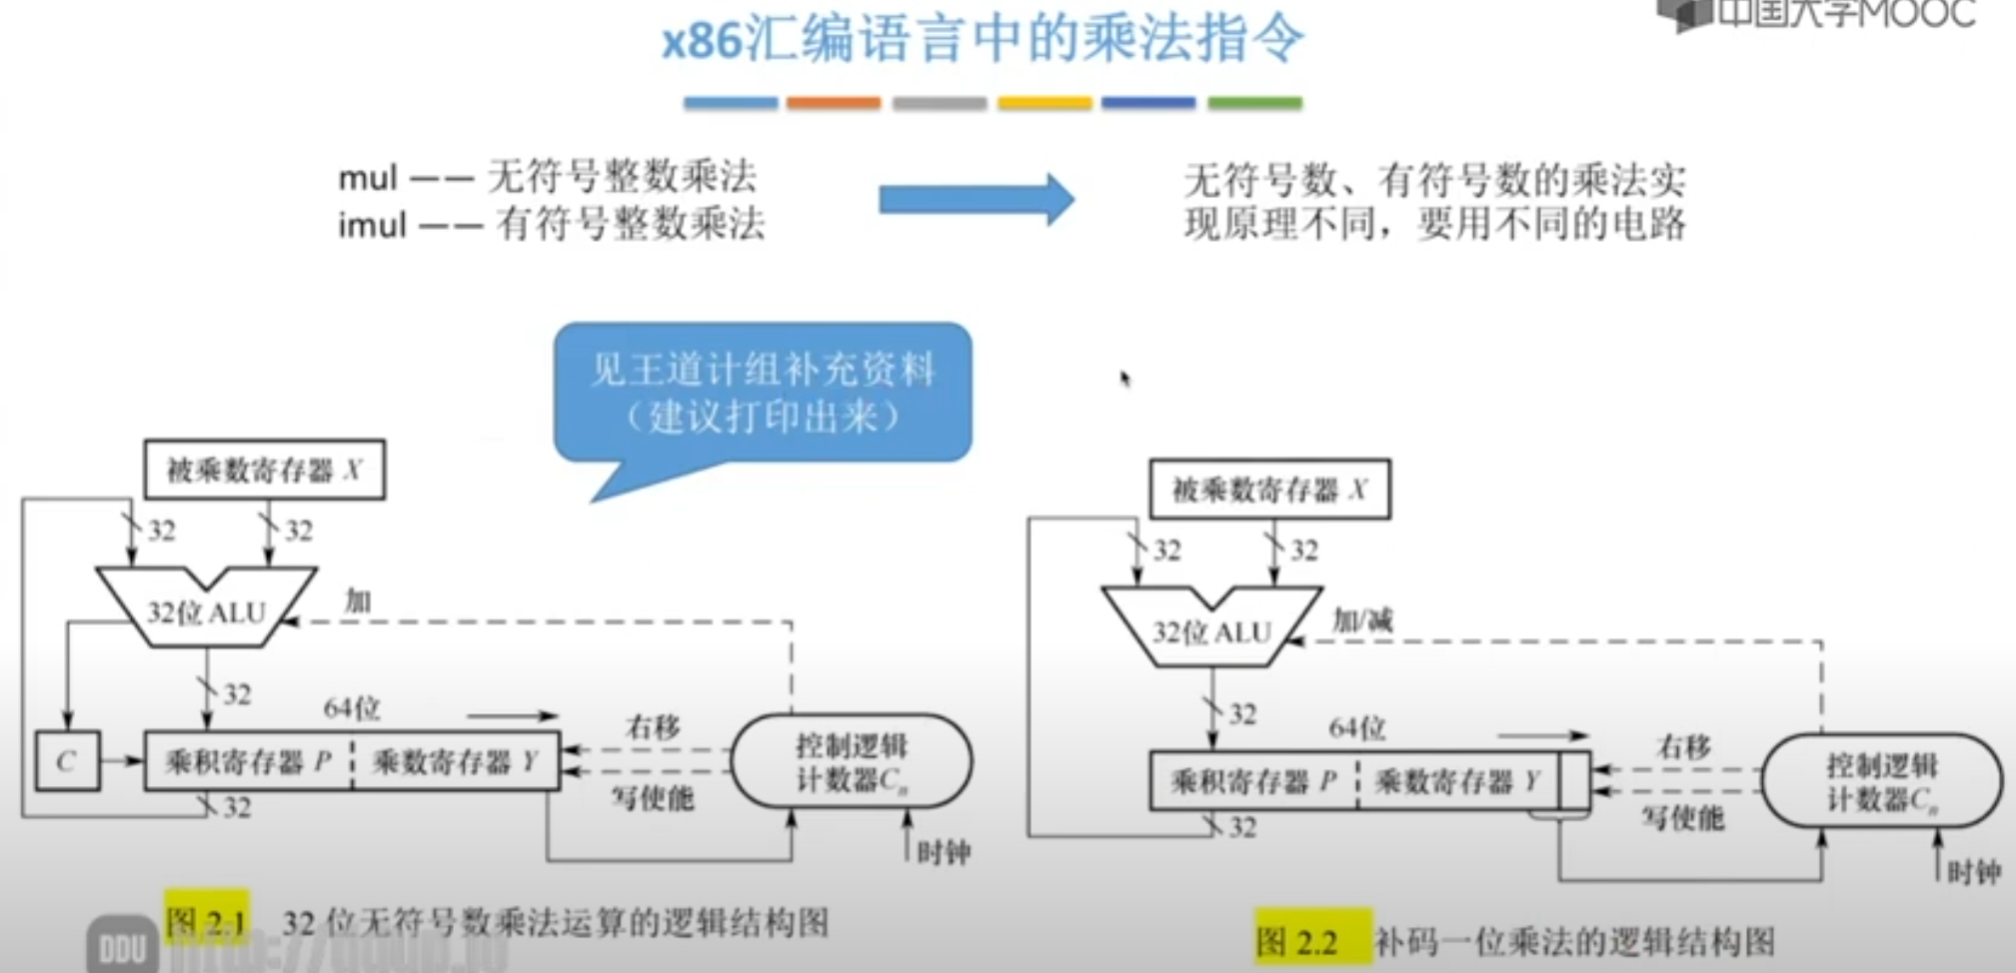 中国大学MOOC
x86汇编语言中的乘法指令
mul —— 无符号整数乘法
imul —— 有符号整数乘法
无符号数、有符号数的乘法实
现原理不同，要用不同的电路
见王道计组补充资料
（建议打印出来）
被乘数寄存器 X
32
32
32位 ALU
加
32
64位
C
乘积寄存器 P
乘数寄存器 Y
32
右移
写使能
控制逻辑
计数器Cn
时钟
图 2.1 32 位无符号数乘法运算的逻辑结构图
被乘数寄存器 X
32
32
32位 ALU
加/减
32
64位
乘积寄存器 P
乘数寄存器 Y
32
右移
写使能
控制逻辑
计数器Cn
时钟
图 2.2 补码一位乘法的逻辑结构图
DDU